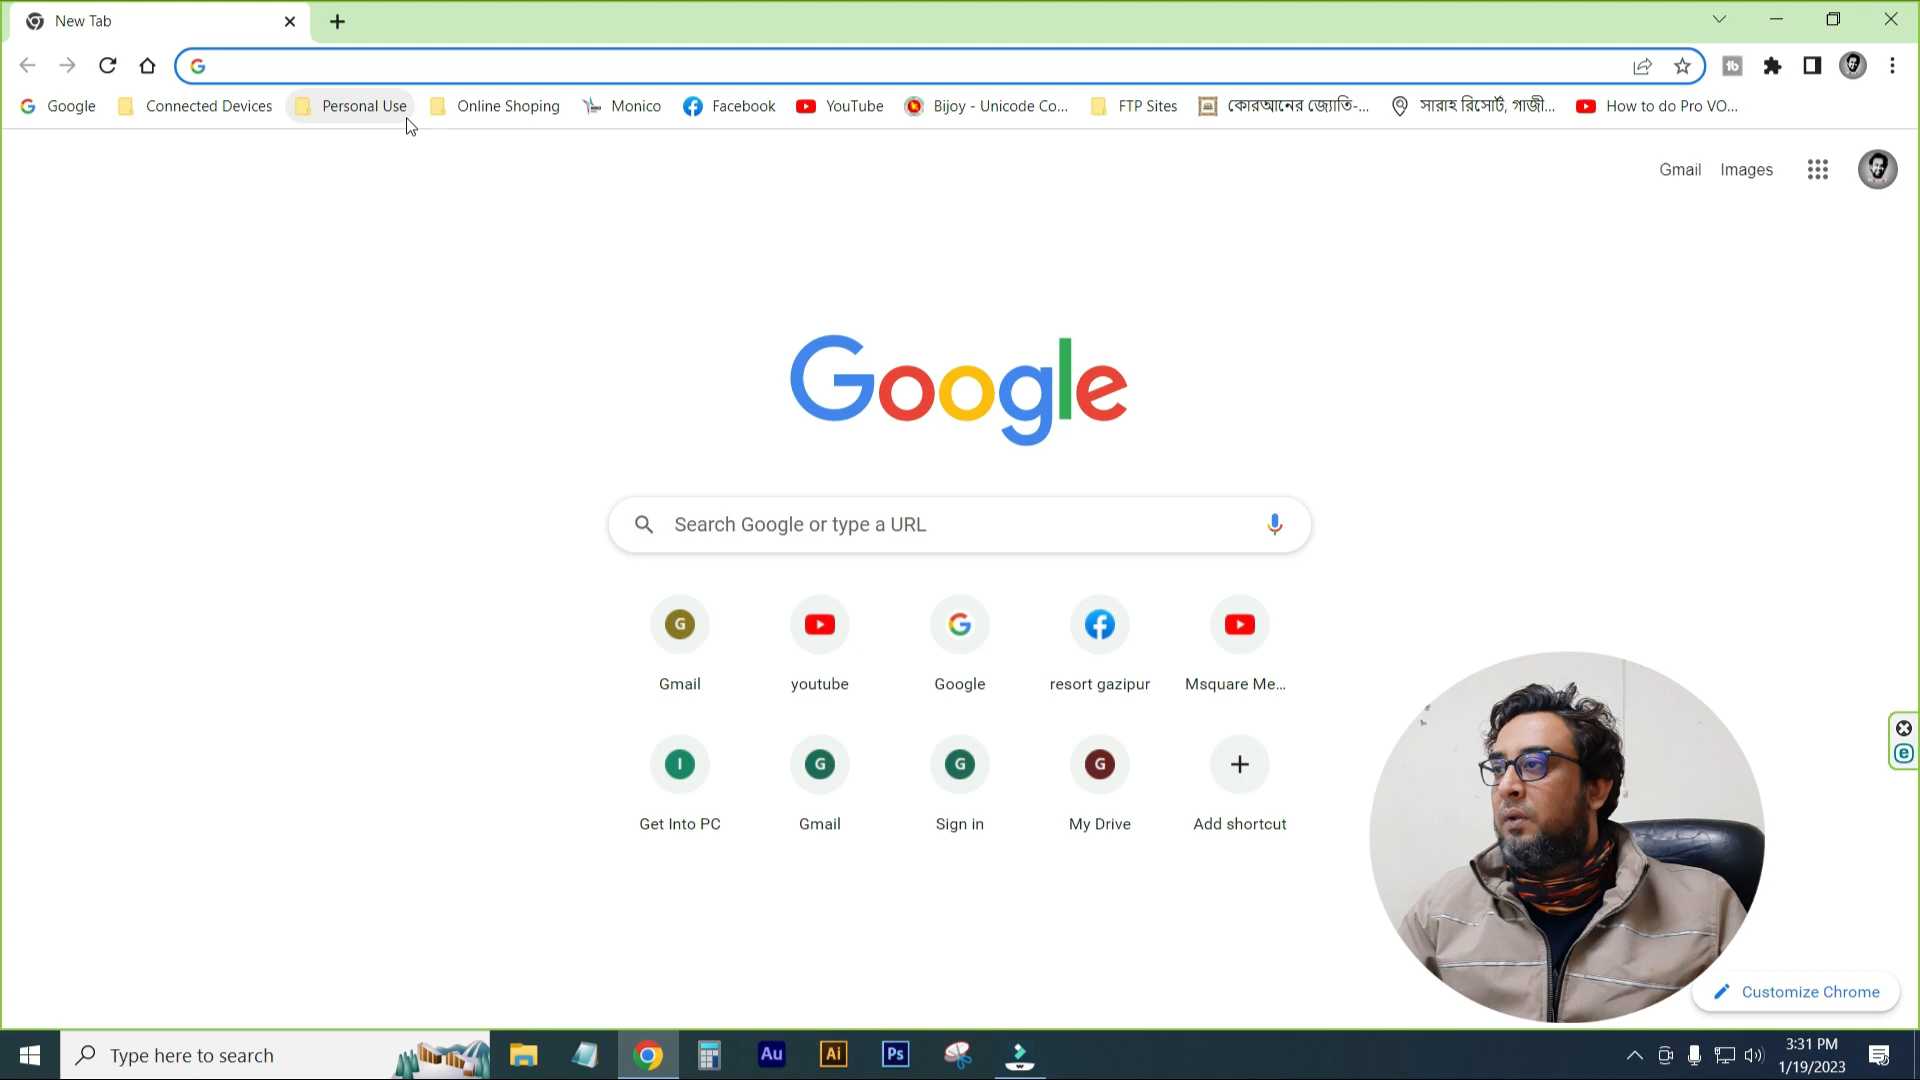 New Tab
Google Connected Devices Personal Use Online Shoping Monico Facebook YouTube Bijoy - Unicode Co... FTP Sites কোরআনের জ্যোতি-... সারাহ রিসোর্ট, গাজী... How to do Pro VO...
Gmail Images
Google
Search Google or type a URL
G
Gmail youtube Google resort gazipur Msquare Me...
I G G G
Get Into PC Gmail Sign in My Drive Add shortcut
Customize Chrome
Type here to search Au Ai Ps 3:31 PM
1/19/2023